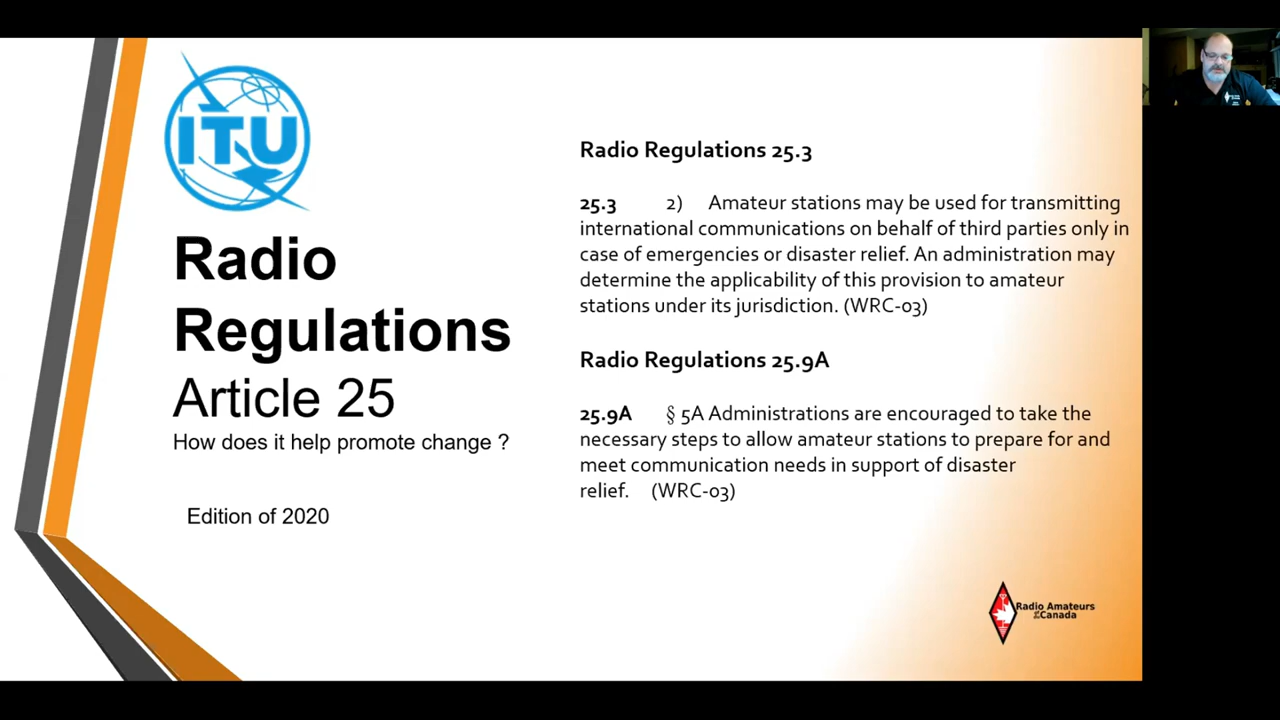 ITU
Radio
Regulations
Article 25
How does it help promote change ?
Edition of 2020
Radio Regulations 25.3
25.3 2) Amateur stations may be used for transmitting
international communications on behalf of third parties only in
case of emergencies or disaster relief. An administration may
determine the applicability of this provision to amateur
stations under its jurisdiction. (WRC-03)
Radio Regulations 25.9A
25.9A § 5A Administrations are encouraged to take the
necessary steps to allow amateur stations to prepare for and
meet communication needs in support of disaster
relief. (WRC-03)
Radio Amateurs
of Canada